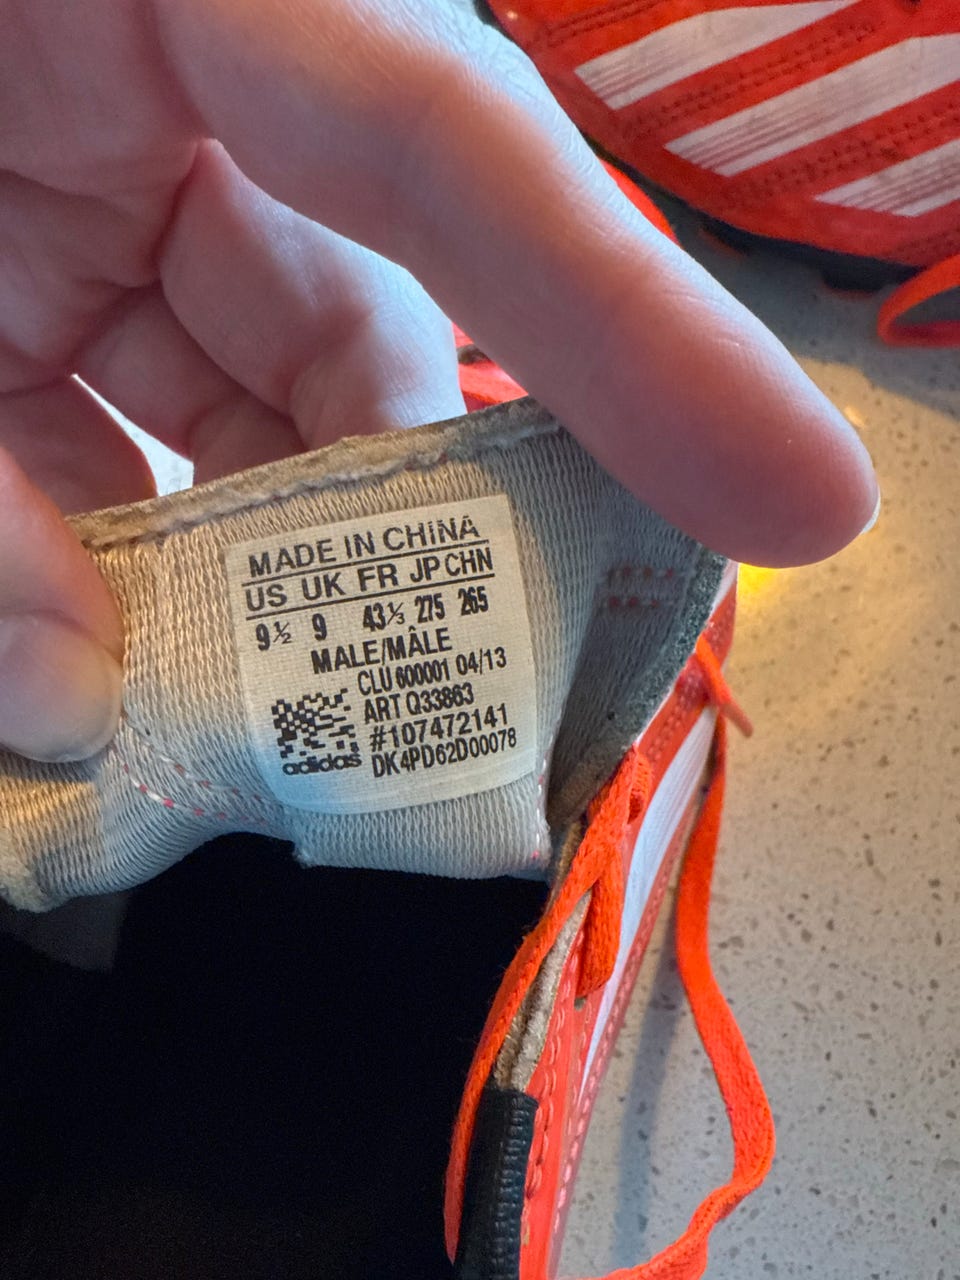 MADE IN CHINA
US UK FR JP CHN
9½ 9 43⅓ 275 265
MALE/MÂLE
CLU 600001 04/13
ART Q33863
#107472141
DK4PD62D00078
adidas